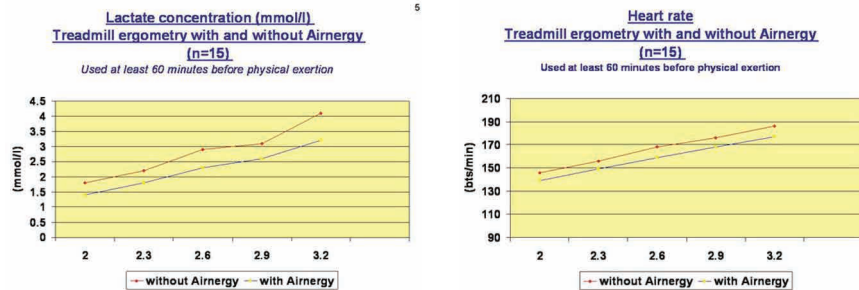 Lactate concentration (mmol/l)
Treadmill ergometry with and without Airnergy
(n=15)
Used at least 60 minutes before physical exertion
(mmol/l)
4.5
4
3.5
3
2.5
2
1.5
1
0.5
0
2 2.3 2.6 2.9 3.2
without Airnergy with Airnergy
5
Heart rate
Treadmill ergometry with and without Airnergy
(n=15)
Used at least 60 minutes before physical exertion
(bts/min)
210
190
170
150
130
110
90
2 2.3 2.6 2.9 3.2
without Airnergy with Airnergy